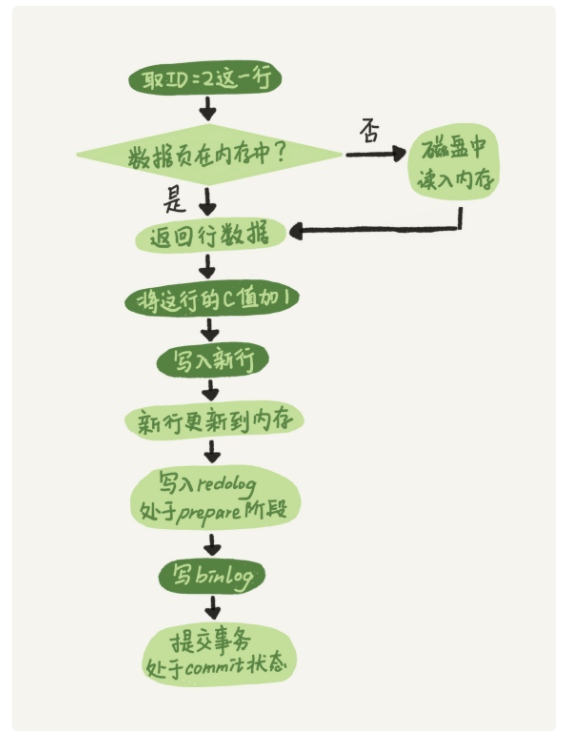 取ID=2这一行
数据页在内存中？
否
磁盘中
读入内存
是
返回行数据
将这行的C值加1
写入新行
新行更新到内存
写入redolog
处于prepare阶段
写binlog
提交事务
处于commit状态